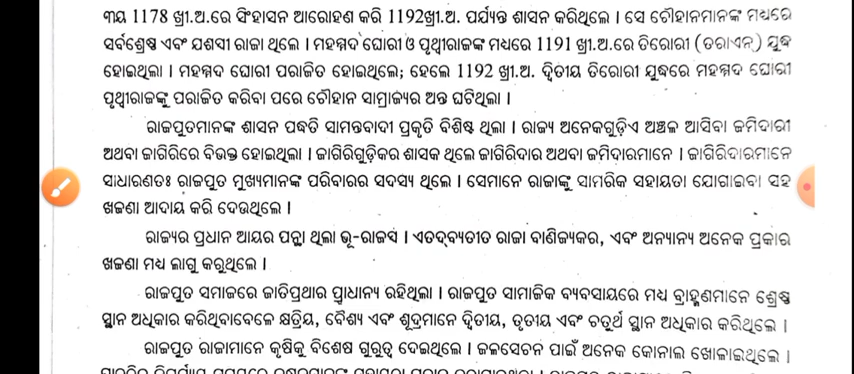 ୩ୟ 1178 ଖ୍ରୀ.ଅ.ରେ ସିଂହାସନ ଆରୋହଣ କରି 1192ଖ୍ରୀ.ଅ. ପର୍ଯ୍ୟନ୍ତ ଶାସନ କରିଥିଲେ । ସେ ଚୌହାନମାନଙ୍କ ମଧ୍ୟରେ
ସର୍ବଶ୍ରେଷ୍ଠ ଏବଂ ଯଶସୀ ରାଜା ଥିଲେ । ମହମ୍ମଦ ଘୋରୀ ଓ ପୃଥ୍ୱୀରାଜଙ୍କ ମଧ୍ୟରେ 1191 ଖ୍ରୀ.ଅ.ରେ ତିରୋରୀ (ତରାଏନ୍) ଯୁଦ୍ଧ
ହୋଇଥିଲା । ମହମ୍ମଦ ଘୋରୀ ପରାଜିତ ହୋଇଥିଲେ; ହେଲେ 1192 ଖ୍ରୀ.ଅ. ଦ୍ୱିତୀୟ ତିରୋରୀ ଯୁଦ୍ଧରେ ମହମ୍ମଦ ଘୋରୀ
ପୃଥ୍ୱୀରାଜଙ୍କୁ ପରାଜିତ କରିବା ପରେ ଚୌହାନ ସାମ୍ରାଜ୍ୟର ଅନ୍ତ ଘଟିଥିଲା ।
ରାଜପୁତମାନଙ୍କ ଶାସନ ପଦ୍ଧତି ସାମନ୍ତବାଦୀ ପ୍ରକୃତି ବିଶିଷ୍ଟ ଥିଲା । ରାଜ୍ୟ ଅନେକଗୁଡ଼ିଏ ଅଞ୍ଚଳ ଆସିବା ଜମିଦାରୀ
ଅଥବା ଜାଗିରିରେ ବିଭକ୍ତ ହୋଇଥିଲା । ଜାଗିରିଗୁଡ଼ିକର ଶାସକ ଥିଲେ ଜାଗିରିଦାର ଅଥବା ଜମିଦାରମାନେ । ଜାଗିରିଦାରମାନେ
ସାଧାରଣତଃ ରାଜପୁତ ମୁଖ୍ୟମାନଙ୍କ ପରିବାରର ସଦସ୍ୟ ଥିଲେ । ସେମାନେ ରାଜାଙ୍କୁ ସାମରିକ ସହାୟତା ଯୋଗାଇବା ସହ
ଖଜଣା ଆଦାୟ କରି ଦେଉଥିଲେ ।
ରାଜ୍ୟର ପ୍ରଧାନ ଆୟର ପନ୍ଥା ଥିଲା ଭୂ-ରାଜସ୍ୱ । ଏତଦ୍‌ବ୍ୟତୀତ ରାଜା ବାଣିଜ୍ୟକର, ଏବଂ ଅନ୍ୟାନ୍ୟ ଅନେକ ପ୍ରକାର
ଖଜଣା ମଧ୍ୟ ଲାଗୁ କରୁଥିଲେ ।
ରାଜପୁତ ସମାଜରେ ଜାତିପ୍ରଥାର ପ୍ରାଧାନ୍ୟ ରହିଥିଲା । ରାଜପୁତ ସାମାଜିକ ବ୍ୟବସାୟରେ ମଧ୍ୟ ବ୍ରାହ୍ମଣମାନେ ଶ୍ରେଷ୍ଠ
ସ୍ଥାନ ଅଧିକାର କରିଥିବାବେଳେ କ୍ଷତ୍ରିୟ, ବୈଶ୍ୟ ଏବଂ ଶୂଦ୍ରମାନେ ଦ୍ୱିତୀୟ, ତୃତୀୟ ଏବଂ ଚତୁର୍ଥ ସ୍ଥାନ ଅଧିକାର କରିଥିଲେ ।
ରାଜପୁତ ରାଜାମାନେ କୃଷିକୁ ବିଶେଷ ଗୁରୁତ୍ୱ ଦେଇଥିଲେ । ଜଳସେଚନ ପାଇଁ ଅନେକ କେନାଲ ଖୋଳାଇଥିଲେ ।